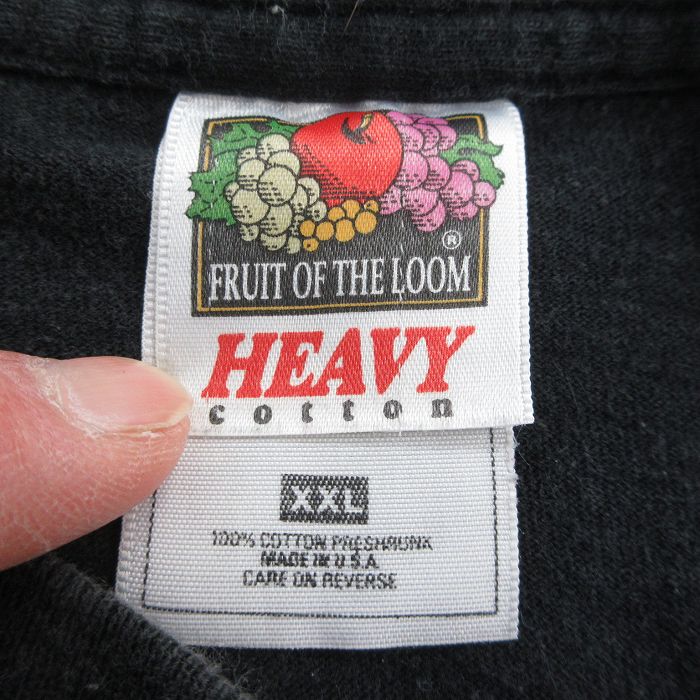 ®
FRUIT OF THE LOOM
HEAVY
cotton
XXL
100% COTTON PRESHRUNK
MADE IN U.S.A.
CARE ON REVERSE